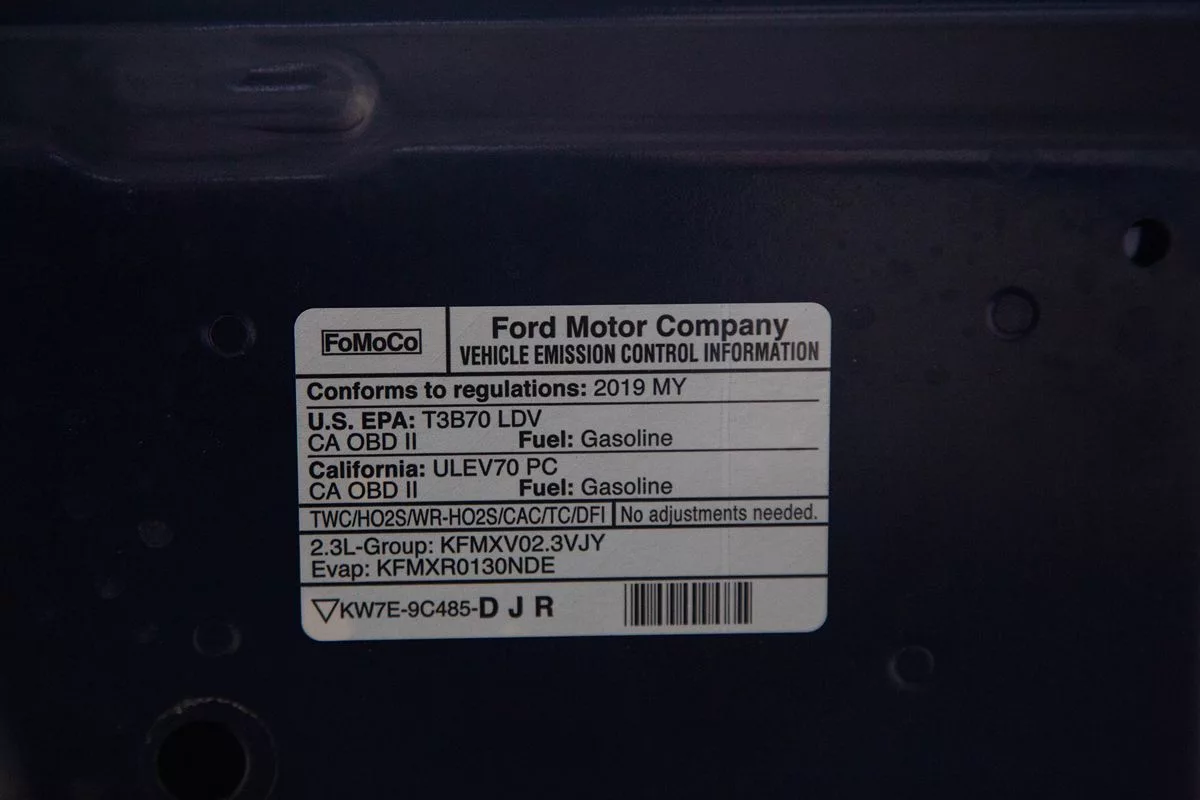 FoMoCo
Ford Motor Company
VEHICLE EMISSION CONTROL INFORMATION
Conforms to regulations: 2019 MY
U.S. EPA: T3B70 LDV
CA OBD II Fuel: Gasoline
California: ULEV70 PC
CA OBD II Fuel: Gasoline
TWC/HO2S/WR-HO2S/CAC/TC/DFI No adjustments needed.
2.3L-Group: KFMXV02.3VJY
Evap: KFMXR0130NDE
KW7E-9C485-D J R